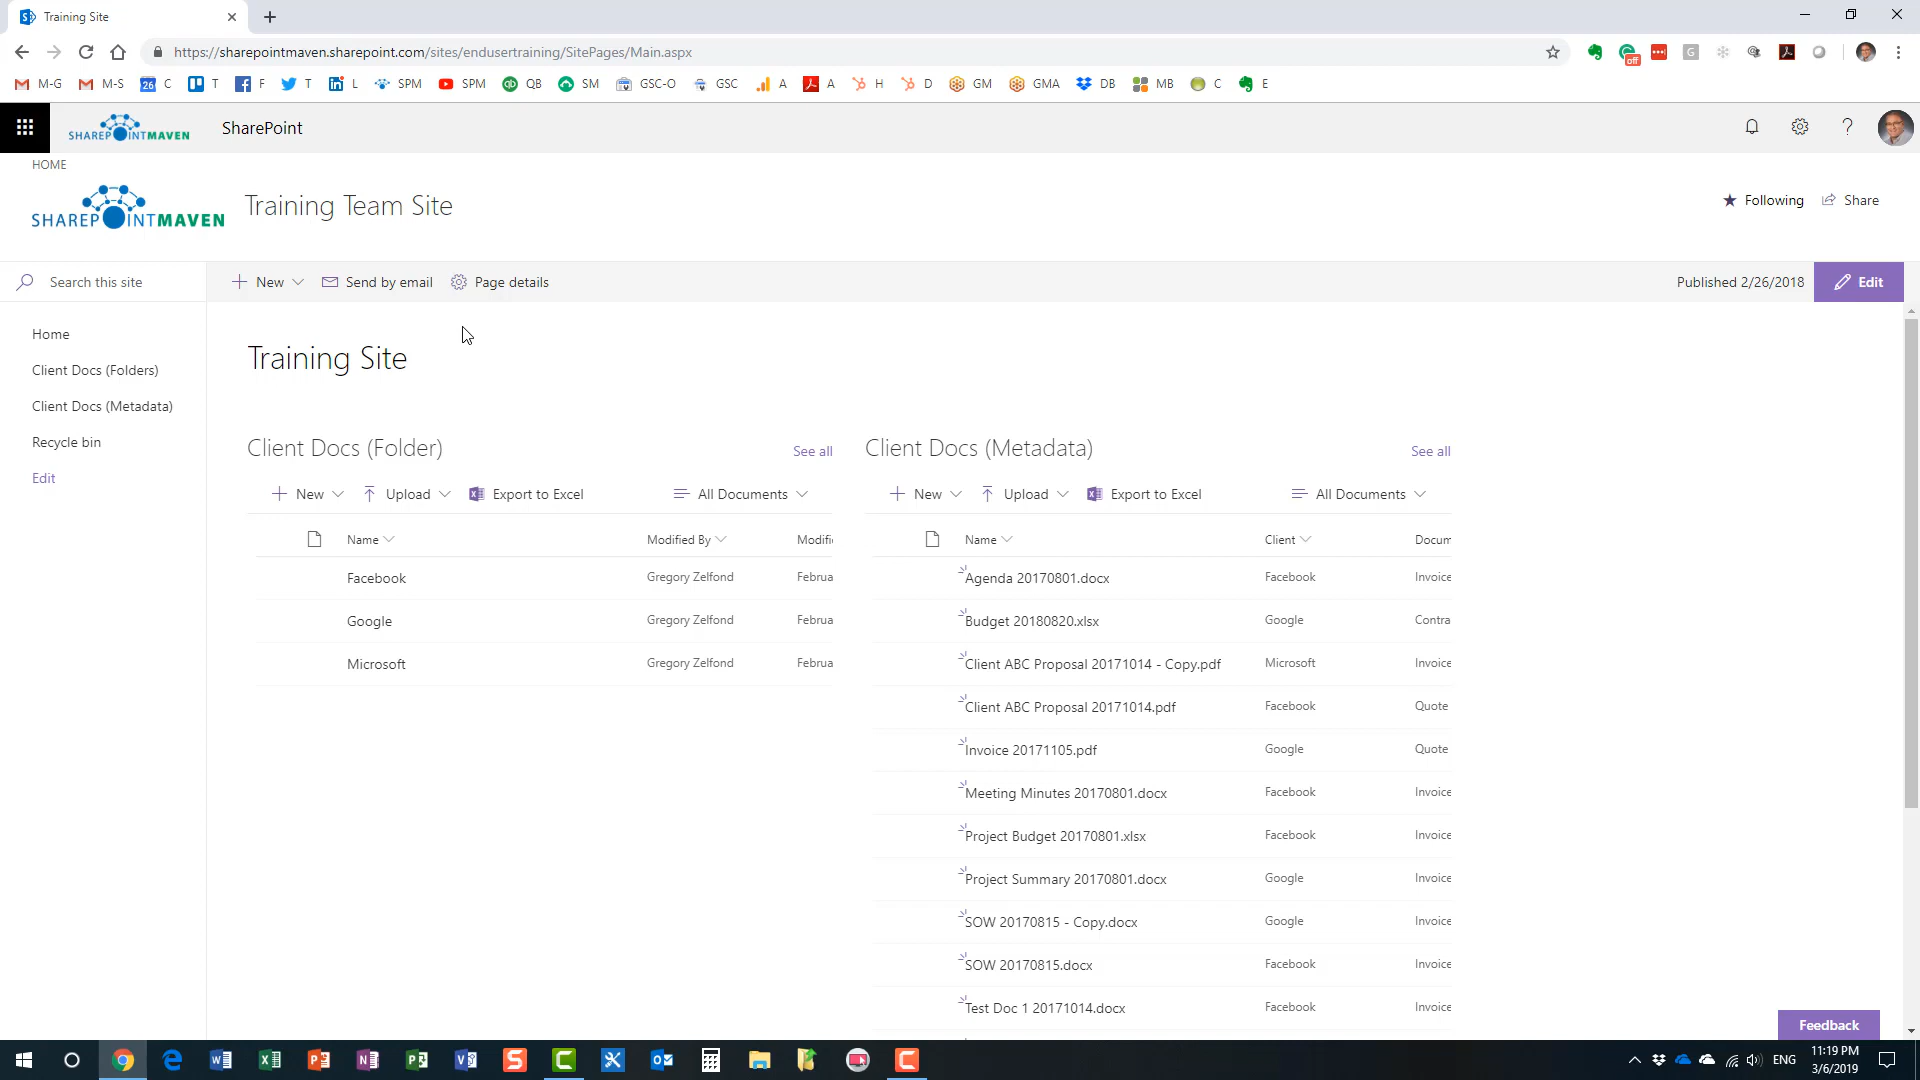 Training Site
https://sharepointmaven.sharepoint.com/sites/endusertraining/SitePages/Main.aspx
off
G
M-G M-S 26 C T F T L SPM SPM QB SM GSC-O GSC A A H D GM GMA DB MB C E
SHAREPOINTMAVEN SharePoint ?
HOME
SHAREPOINTMAVEN Training Team Site Following Share
Search this site New Send by email Page details Published 2/26/2018 Edit
Home
Client Docs (Folders)
Client Docs (Metadata)
Recycle bin
Edit
Training Site
Client Docs (Folder) See all
New Upload Export to Excel All Documents
Name Modified By Modifi
Facebook Gregory Zelfond Februa
Google Gregory Zelfond Februa
Microsoft Gregory Zelfond Februa
Client Docs (Metadata) See all
New Upload Export to Excel All Documents
Name Client Docum
Agenda 20170801.docx Facebook Invoice
Budget 20180820.xlsx Google Contra
Client ABC Proposal 20171014 - Copy.pdf Microsoft Invoice
Client ABC Proposal 20171014.pdf Facebook Quote
Invoice 20171105.pdf Google Quote
Meeting Minutes 20170801.docx Facebook Invoice
Project Budget 20170801.xlsx Facebook Invoice
Project Summary 20170801.docx Google Invoice
SOW 20170815 - Copy.docx Google Invoice
SOW 20170815.docx Facebook Invoice
Test Doc 1 20171014.docx Facebook Invoice
Feedback
ENG
11:19 PM
3/6/2019